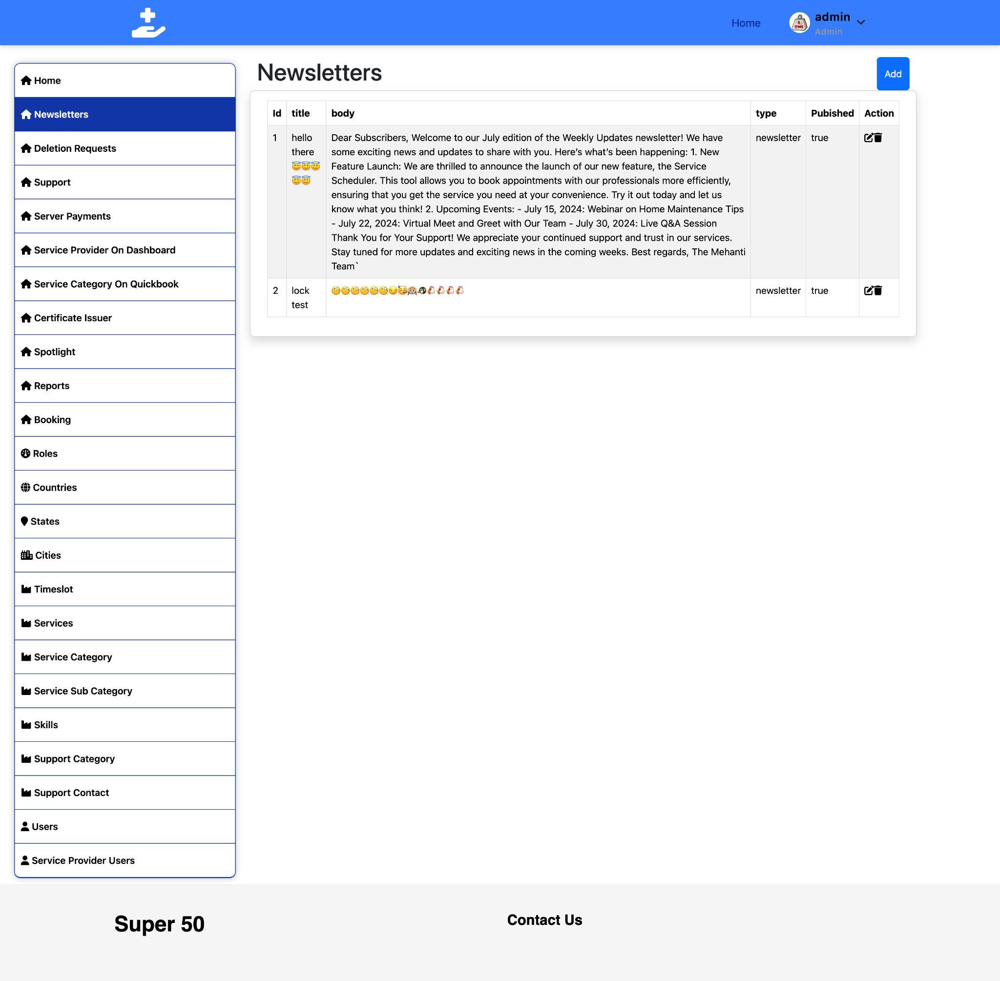 Home
admin
Admin
Home
Newsletters
Deletion Requests
Support
Server Payments
Service Provider On Dashboard
Service Category On Quickbook
Certificate Issuer
Spotlight
Reports
Booking
Roles
Countries
States
Cities
Timeslot
Services
Service Category
Service Sub Category
Skills
Support Category
Support Contact
Users
Service Provider Users
Newsletters
Add
Id title body type Pubished Action
1
hello
there
😇😇😇
😇😇
Dear Subscribers, Welcome to our July edition of the Weekly Updates newsletter! We have
some exciting news and updates to share with you. Here’s what’s been happening: 1. New
Feature Launch: We are thrilled to announce the launch of our new feature, the Service
Scheduler. This tool allows you to book appointments with our professionals more efficiently,
ensuring that you get the service you need at your convenience. Try it out today and let us
know what you think! 2. Upcoming Events: - July 15, 2024: Webinar on Home Maintenance Tips
- July 22, 2024: Virtual Meet and Greet with Our Team - July 30, 2024: Live Q&A Session
Thank You for Your Support! We appreciate your continued support and trust in our services.
Stay tuned for more updates and exciting news in the coming weeks. Best regards, The Mehanti
Team`
newsletter
true
2
lock
test
🧐🧐🧐🧐🧐🧐😏🥳🙈🐧🐔🐔🐔🐔
newsletter
true
Super 50
Contact Us